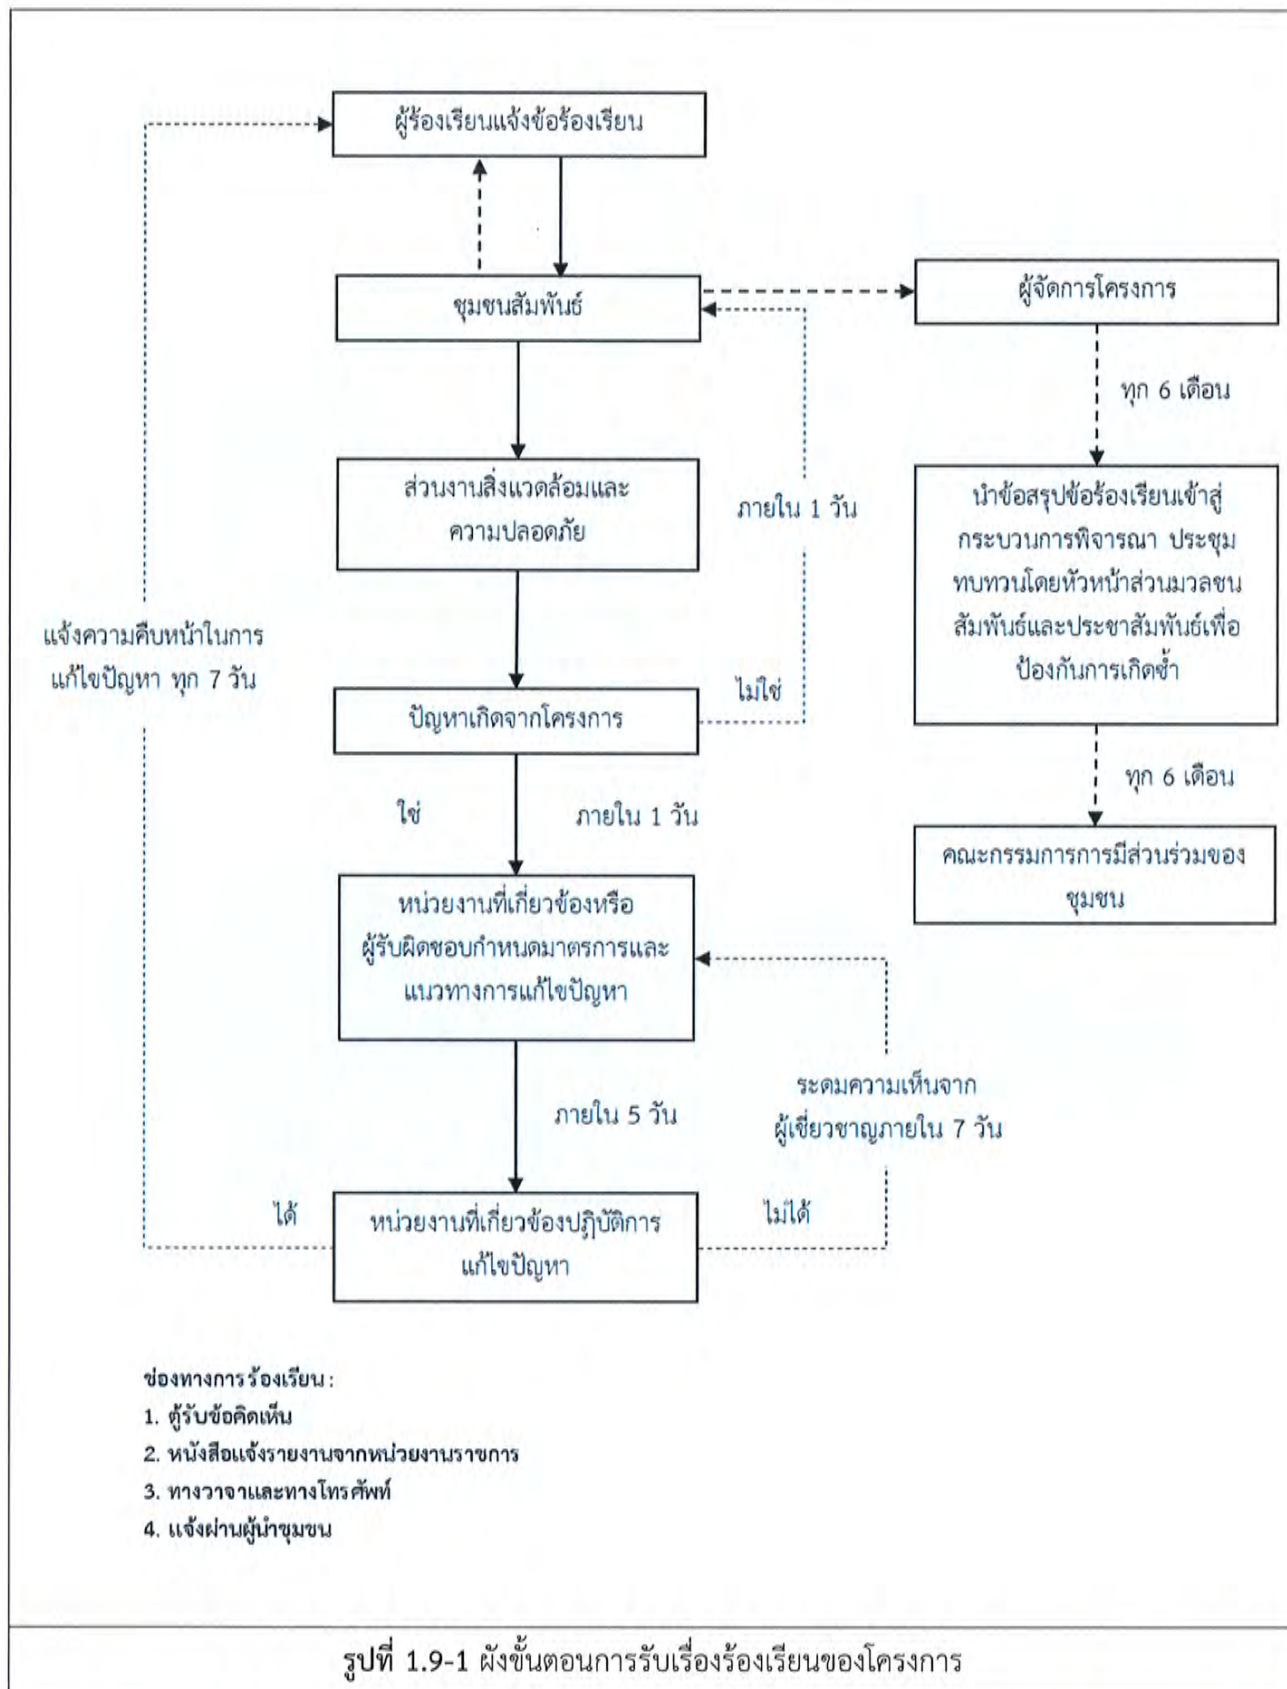 ผู้ร้องเรียนแจ้งข้อร้องเรียน
ชุมชนสัมพันธ์
ผู้จัดการโครงการ
ทุก 6 เดือน
ส่วนงานสิ่งแวดล้อมและ
ความปลอดภัย
ภายใน 1 วัน
นำข้อสรุปข้อร้องเรียนเข้าสู่
กระบวนการพิจารณา ประชุม
ทบทวนโดยหัวหน้าส่วนมวลชน
สัมพันธ์และประชาสัมพันธ์เพื่อ
ป้องกันการเกิดซ้ำ
แจ้งความคืบหน้าในการ
แก้ไขปัญหา ทุก 7 วัน
ปัญหาเกิดจากโครงการ
ไม่ใช่
ใช่
ภายใน 1 วัน
ทุก 6 เดือน
คณะกรรมการการมีส่วนร่วมของ
ชุมชน
หน่วยงานที่เกี่ยวข้องหรือ
ผู้รับผิดชอบกำหนดมาตรการและ
แนวทางการแก้ไขปัญหา
ภายใน 5 วัน
ระดมความเห็นจาก
ผู้เชี่ยวชาญภายใน 7 วัน
ได้
หน่วยงานที่เกี่ยวข้องปฏิบัติการ
แก้ไขปัญหา
ไม่ได้
ช่องทางการร้องเรียน :
1. ตู้รับข้อคิดเห็น
2. หนังสือแจ้งรายงานจากหน่วยงานราชการ
3. ทางวาจาและทางโทรศัพท์
4. แจ้งผ่านผู้นำชุมชน
รูปที่ 1.9-1 ผังขั้นตอนการรับเรื่องร้องเรียนของโครงการ